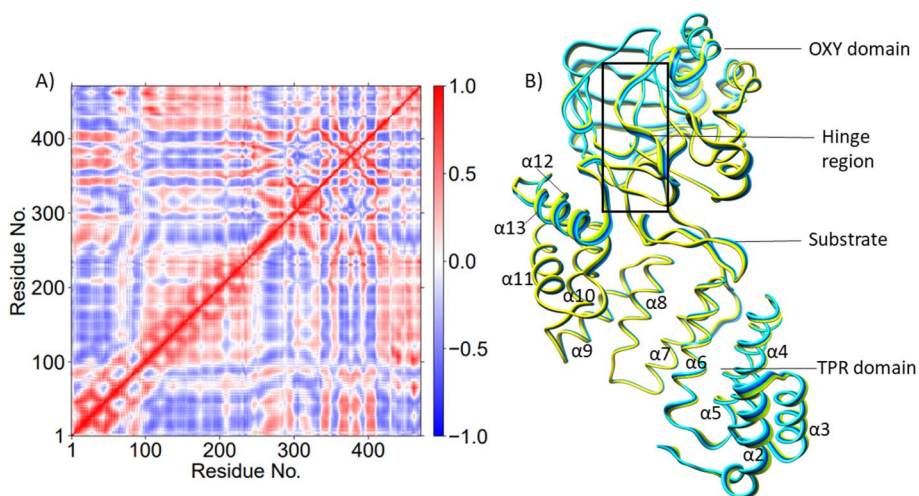 A)
400
300
200
100
1
Residue No.
1 100 200 300 400
Residue No.
1.0
0.5
0.0
−0.5
−1.0
B)
OXY domain
Hinge
region
α12
α13
Substrate
α11
α10
α8
α9
α7
α6
α4
TPR domain
α5
α3
α2